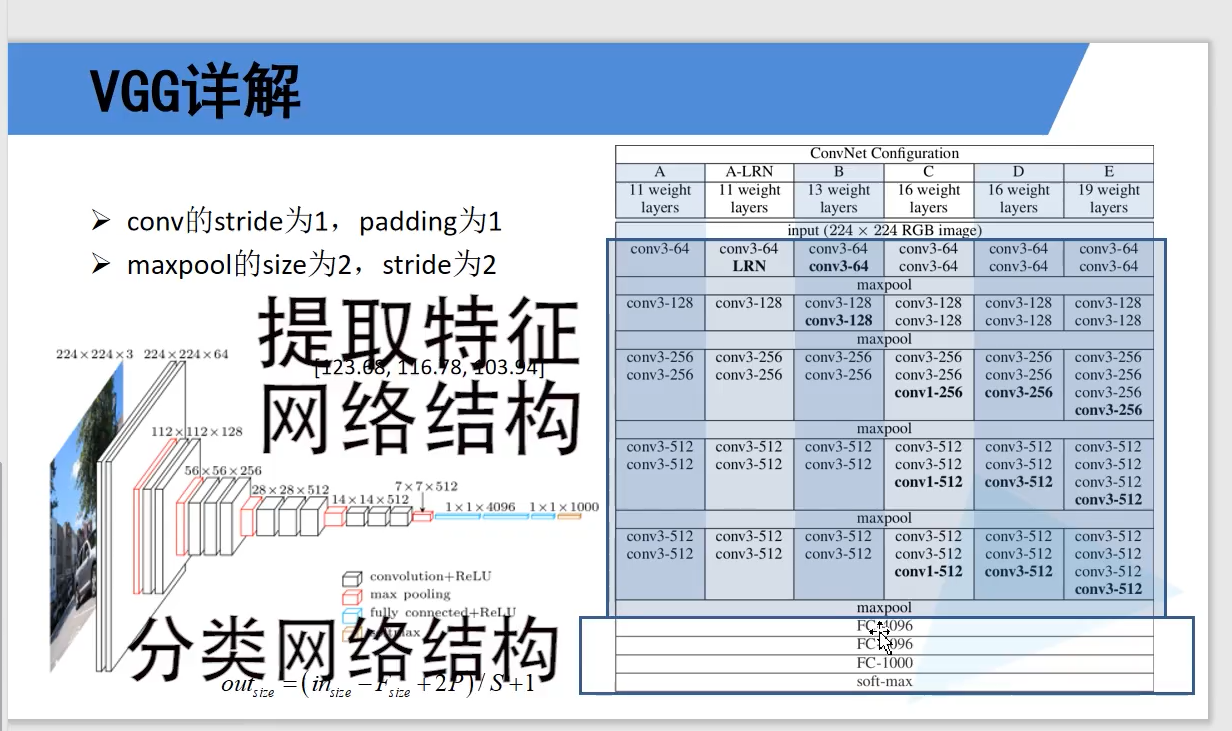 VGG详解
conv的stride为1，padding为1
maxpool的size为2，stride为2
提取特征
[123.68, 116.78, 103.94]
网络结构
224×224×3 224×224×64
112×112×128
56×56×256
28×28×512
14×14×512
7×7×512
1×1×4096 1×1×1000
convolution+ReLU
max pooling
fully connected+ReLU
分类网络结构
out_size = (in_size − F_size + 2P) / S + 1
ConvNet Configuration
A A-LRN B C D E
11 weight layers 11 weight layers 13 weight layers 16 weight layers 16 weight layers 19 weight layers
input (224 × 224 RGB image)
conv3-64 conv3-64 conv3-64 conv3-64 conv3-64 conv3-64
LRN conv3-64 conv3-64 conv3-64 conv3-64
maxpool
conv3-128 conv3-128 conv3-128 conv3-128 conv3-128 conv3-128
conv3-128 conv3-128 conv3-128 conv3-128
maxpool
conv3-256 conv3-256 conv3-256 conv3-256 conv3-256 conv3-256
conv3-256 conv3-256 conv3-256 conv3-256 conv3-256 conv3-256
conv1-256 conv3-256 conv3-256
conv3-256
maxpool
conv3-512 conv3-512 conv3-512 conv3-512 conv3-512 conv3-512
conv3-512 conv3-512 conv3-512 conv3-512 conv3-512 conv3-512
conv1-512 conv3-512 conv3-512
conv3-512
maxpool
conv3-512 conv3-512 conv3-512 conv3-512 conv3-512 conv3-512
conv3-512 conv3-512 conv3-512 conv3-512 conv3-512 conv3-512
conv1-512 conv3-512 conv3-512
conv3-512
maxpool
FC-4096
FC-4096
FC-1000
soft-max